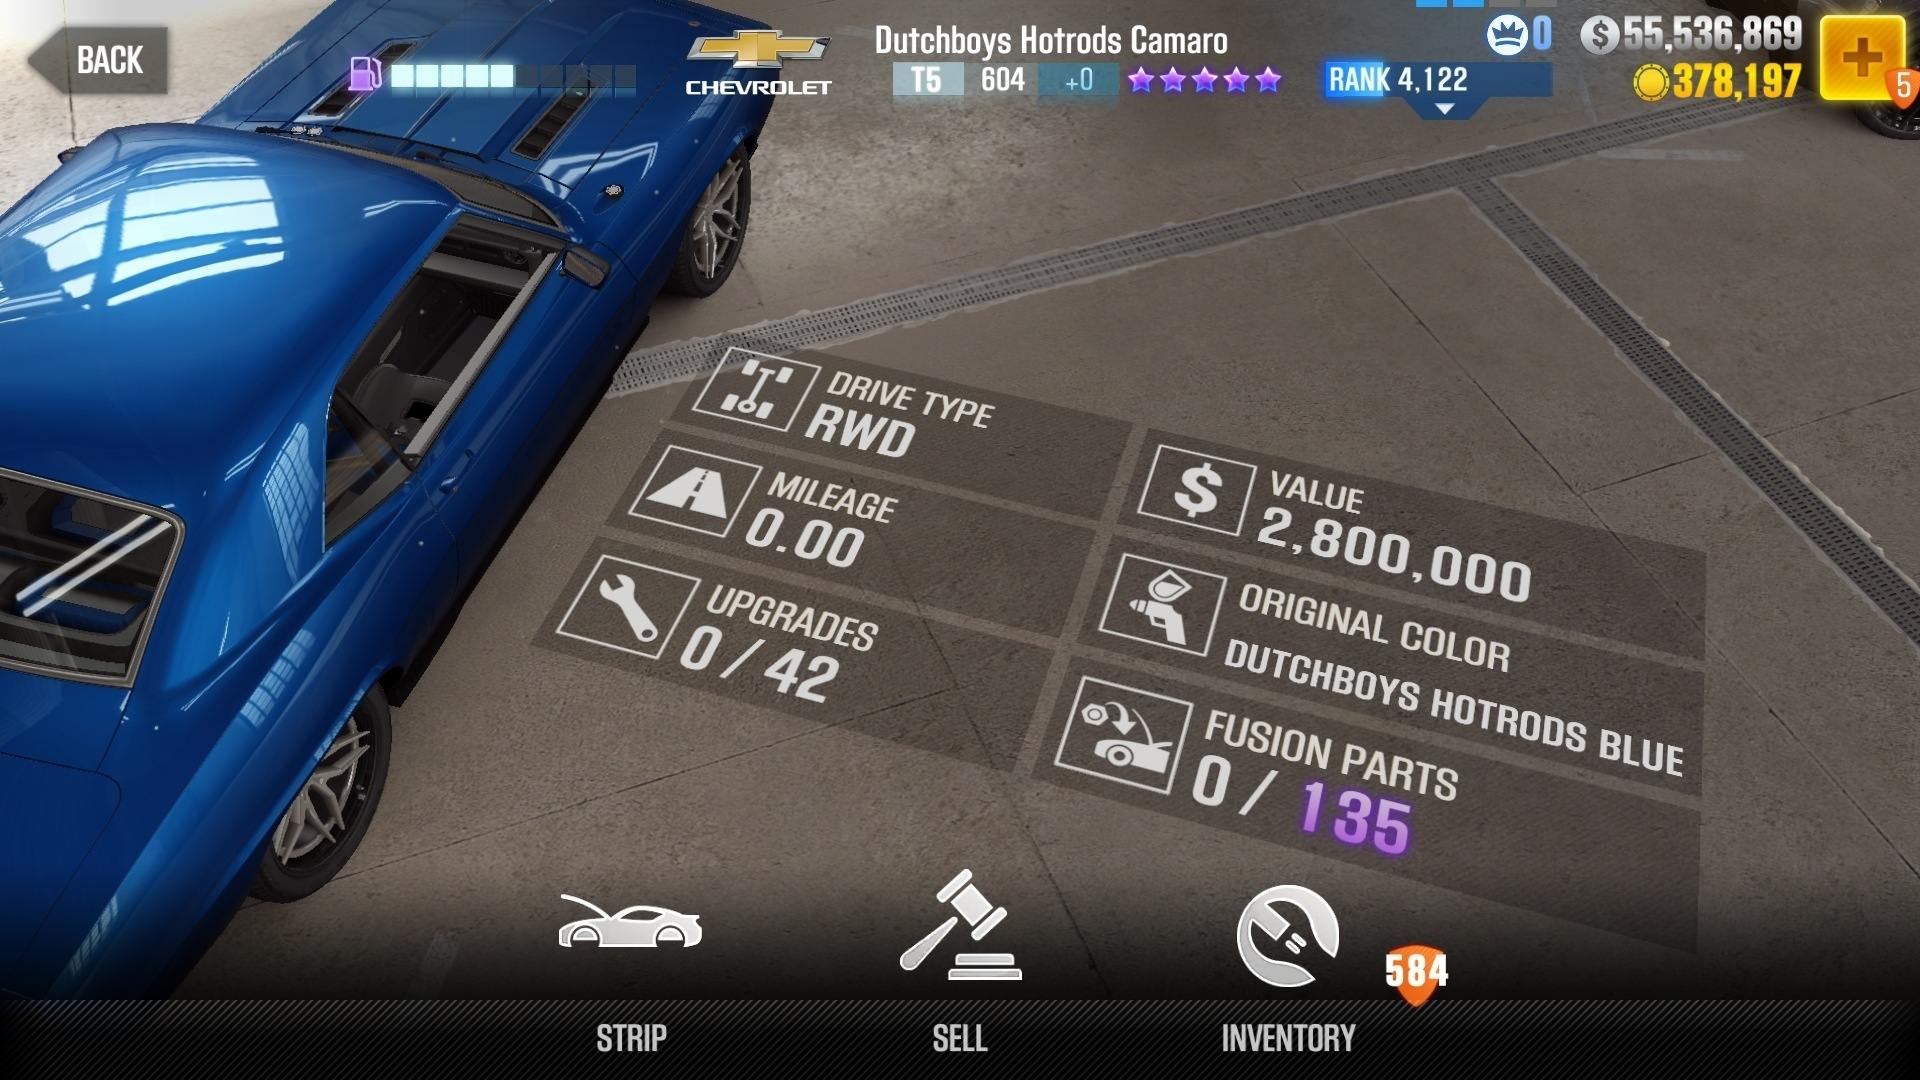 BACK
CHEVROLET
Dutchboys Hotrods Camaro
T5 604 +0
RANK 4,122
0
$ 55,536,869
378,197
+
5
DRIVE TYPE
RWD
MILEAGE
0.00
UPGRADES
0/42
$ VALUE
2,800,000
ORIGINAL COLOR
DUTCHBOYS HOTRODS BLUE
FUSION PARTS
0/ 135
584
STRIP
SELL
INVENTORY